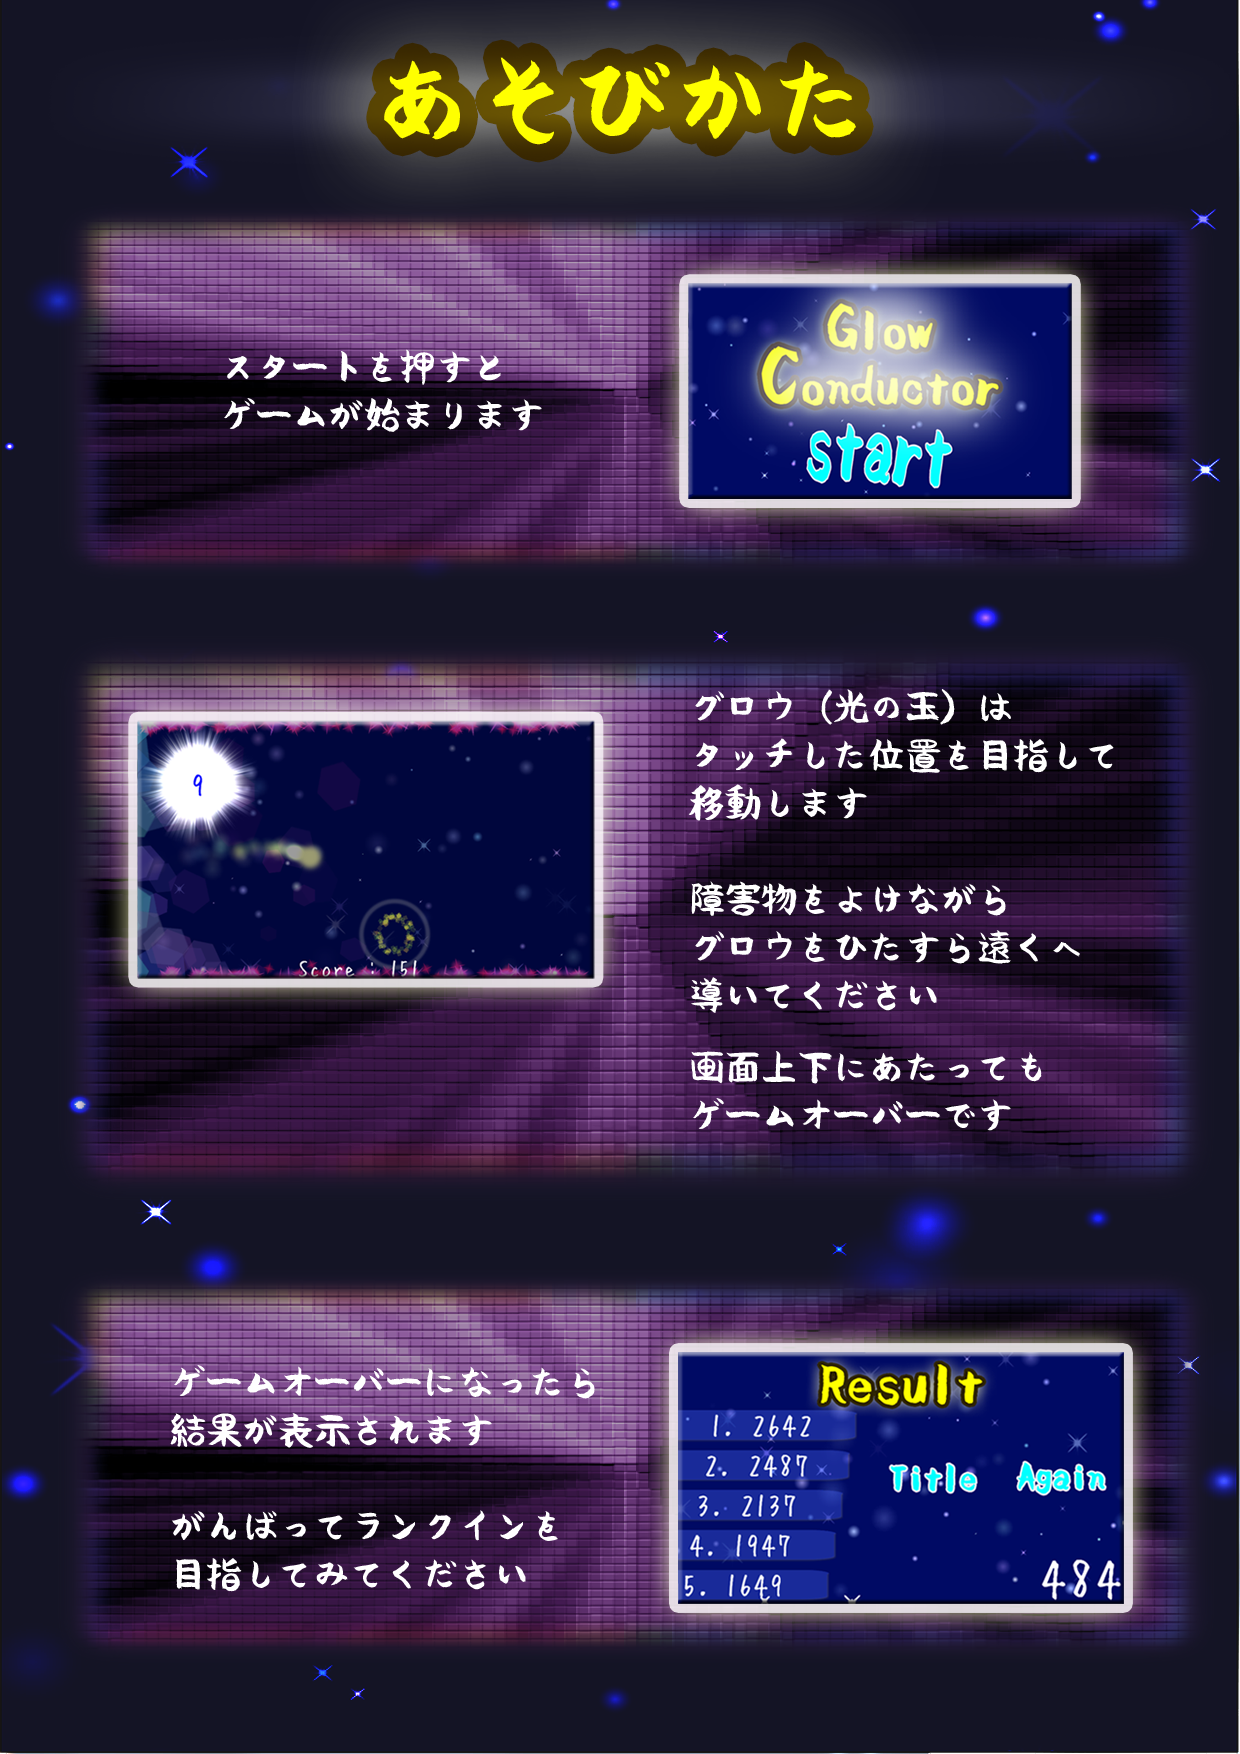 あそびかた
スタートを押すと
ゲームが始まります
Glow
Conductor
start
9
Score : 151
グロウ（光の玉）は
タッチした位置を目指して
移動します
障害物をよけながら
グロウをひたすら遠くへ
導いてください
画面上下にあたっても
ゲームオーバーです
ゲームオーバーになったら
結果が表示されます
がんばってランクインを
目指してみてください
Result
1. 2642
2. 2487
3. 2137
4. 1947
5. 1649
Title Again
484